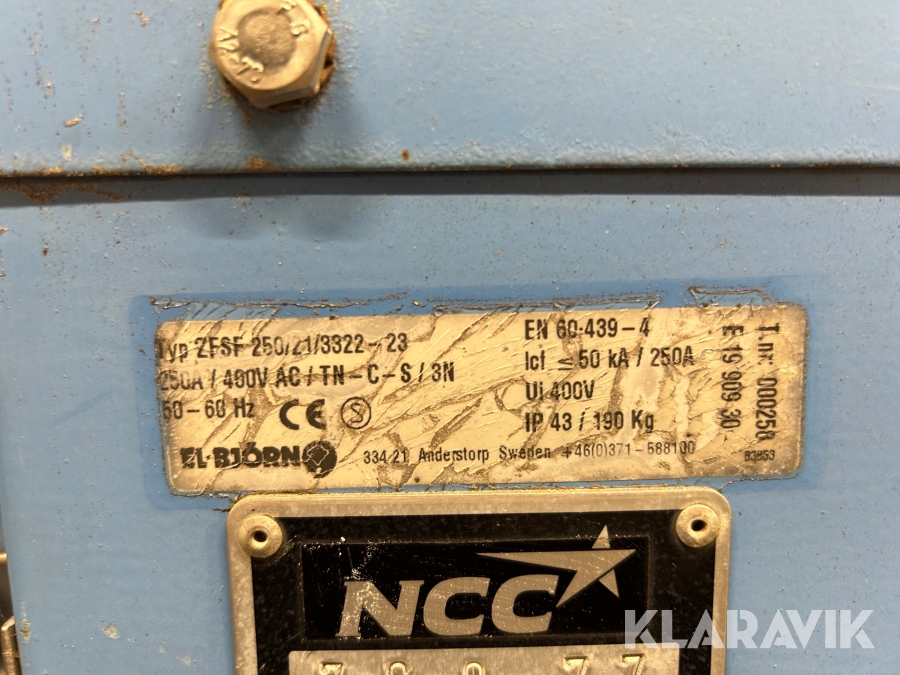 Typ ZFSF 250/21/3322-23
250A / 400V AC / TN-C-S / 3N
50-60 Hz CE S
EL-BJÖRN
EN 60-439-4
Icf ≤ 50 kA / 250A
Ui 400V
IP 43 / 190 Kg
334 21 Anderstorp Sweden +46(0)371-588100
T.nr. 000258
E 19 909 30
B3853
NCC
KLARAVIK